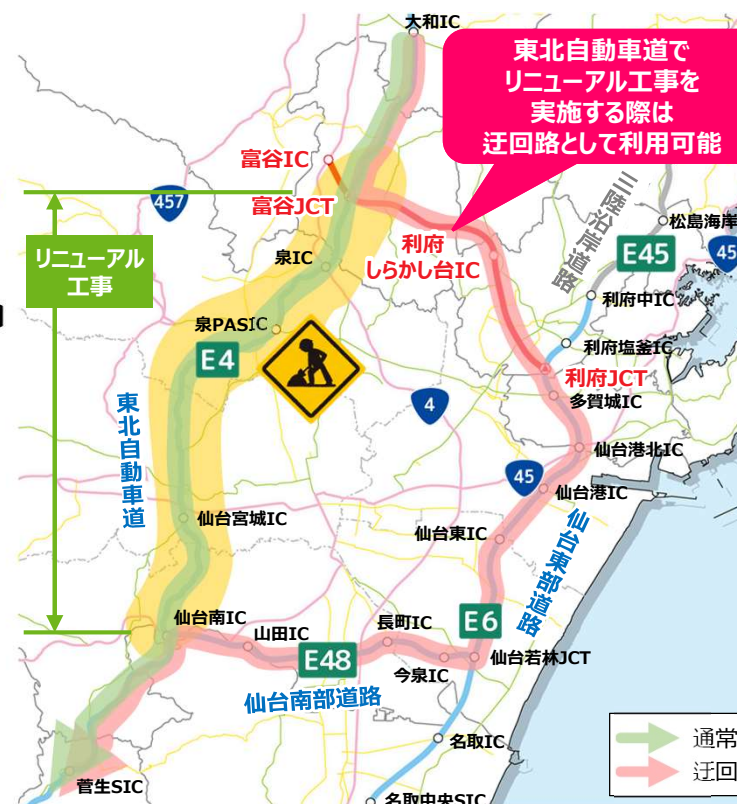 大和IC
東北自動車道で
リニューアル工事を
実施する際は
迂回路として利用可能
富谷IC
457
富谷JCT
三陸沿岸道路
松島海岸
利府
しらかし台IC
E45
45
リニューアル
工事
泉IC
利府中IC
泉PASIC
利府塩釜IC
E4
利府JCT
4
多賀城IC
東北自動車道
仙台港北IC
45
仙台港IC
仙台宮城IC
仙台東IC
仙台東部道路
仙台南IC
山田IC
長町IC
E6
E48
今泉IC
仙台若林JCT
仙台南部道路
名取IC
通常
迂回
菅生SIC
名取中央SIC